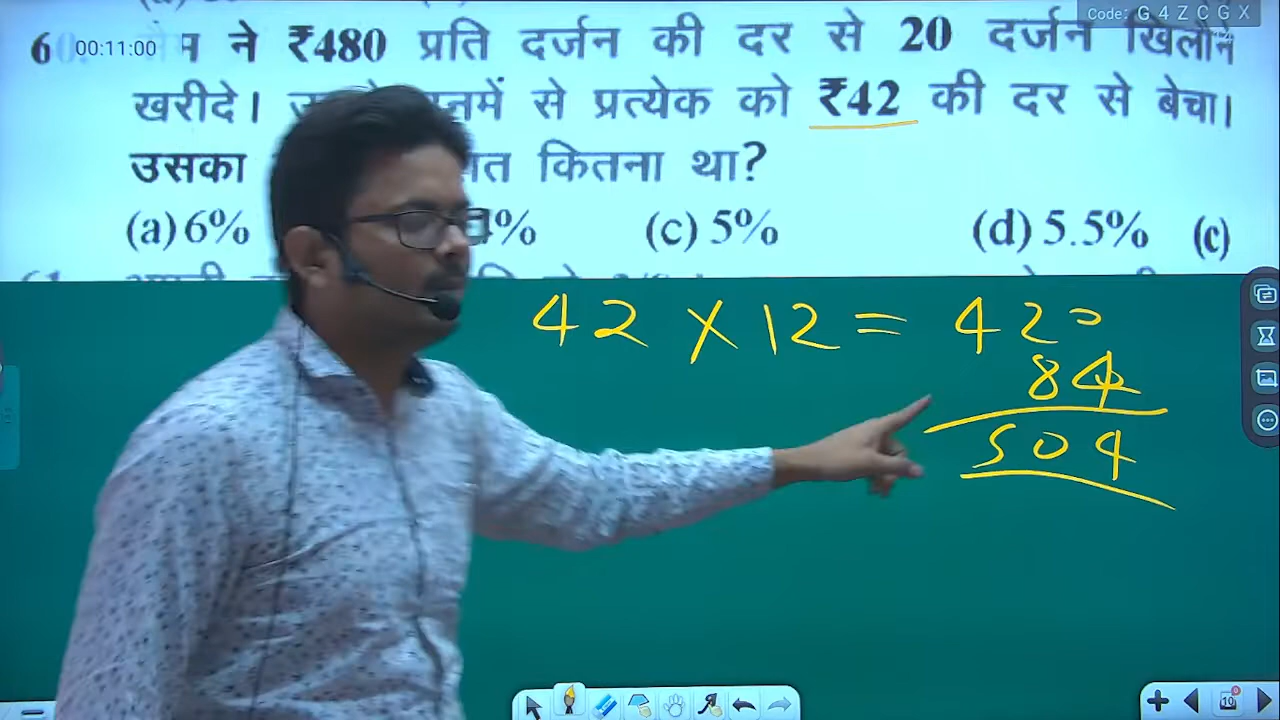 Code: G 4 Z C G X
00:11:00
ने ₹480 प्रति दर्जन की दर से 20 दर्जन खिलौने
खरीदे। में से प्रत्येक को ₹42 की दर से बेचा।
उसका कितना था?
(a) 6% (c) 5% (d) 5.5% (c)
42 × 12 = 420
84
504
10